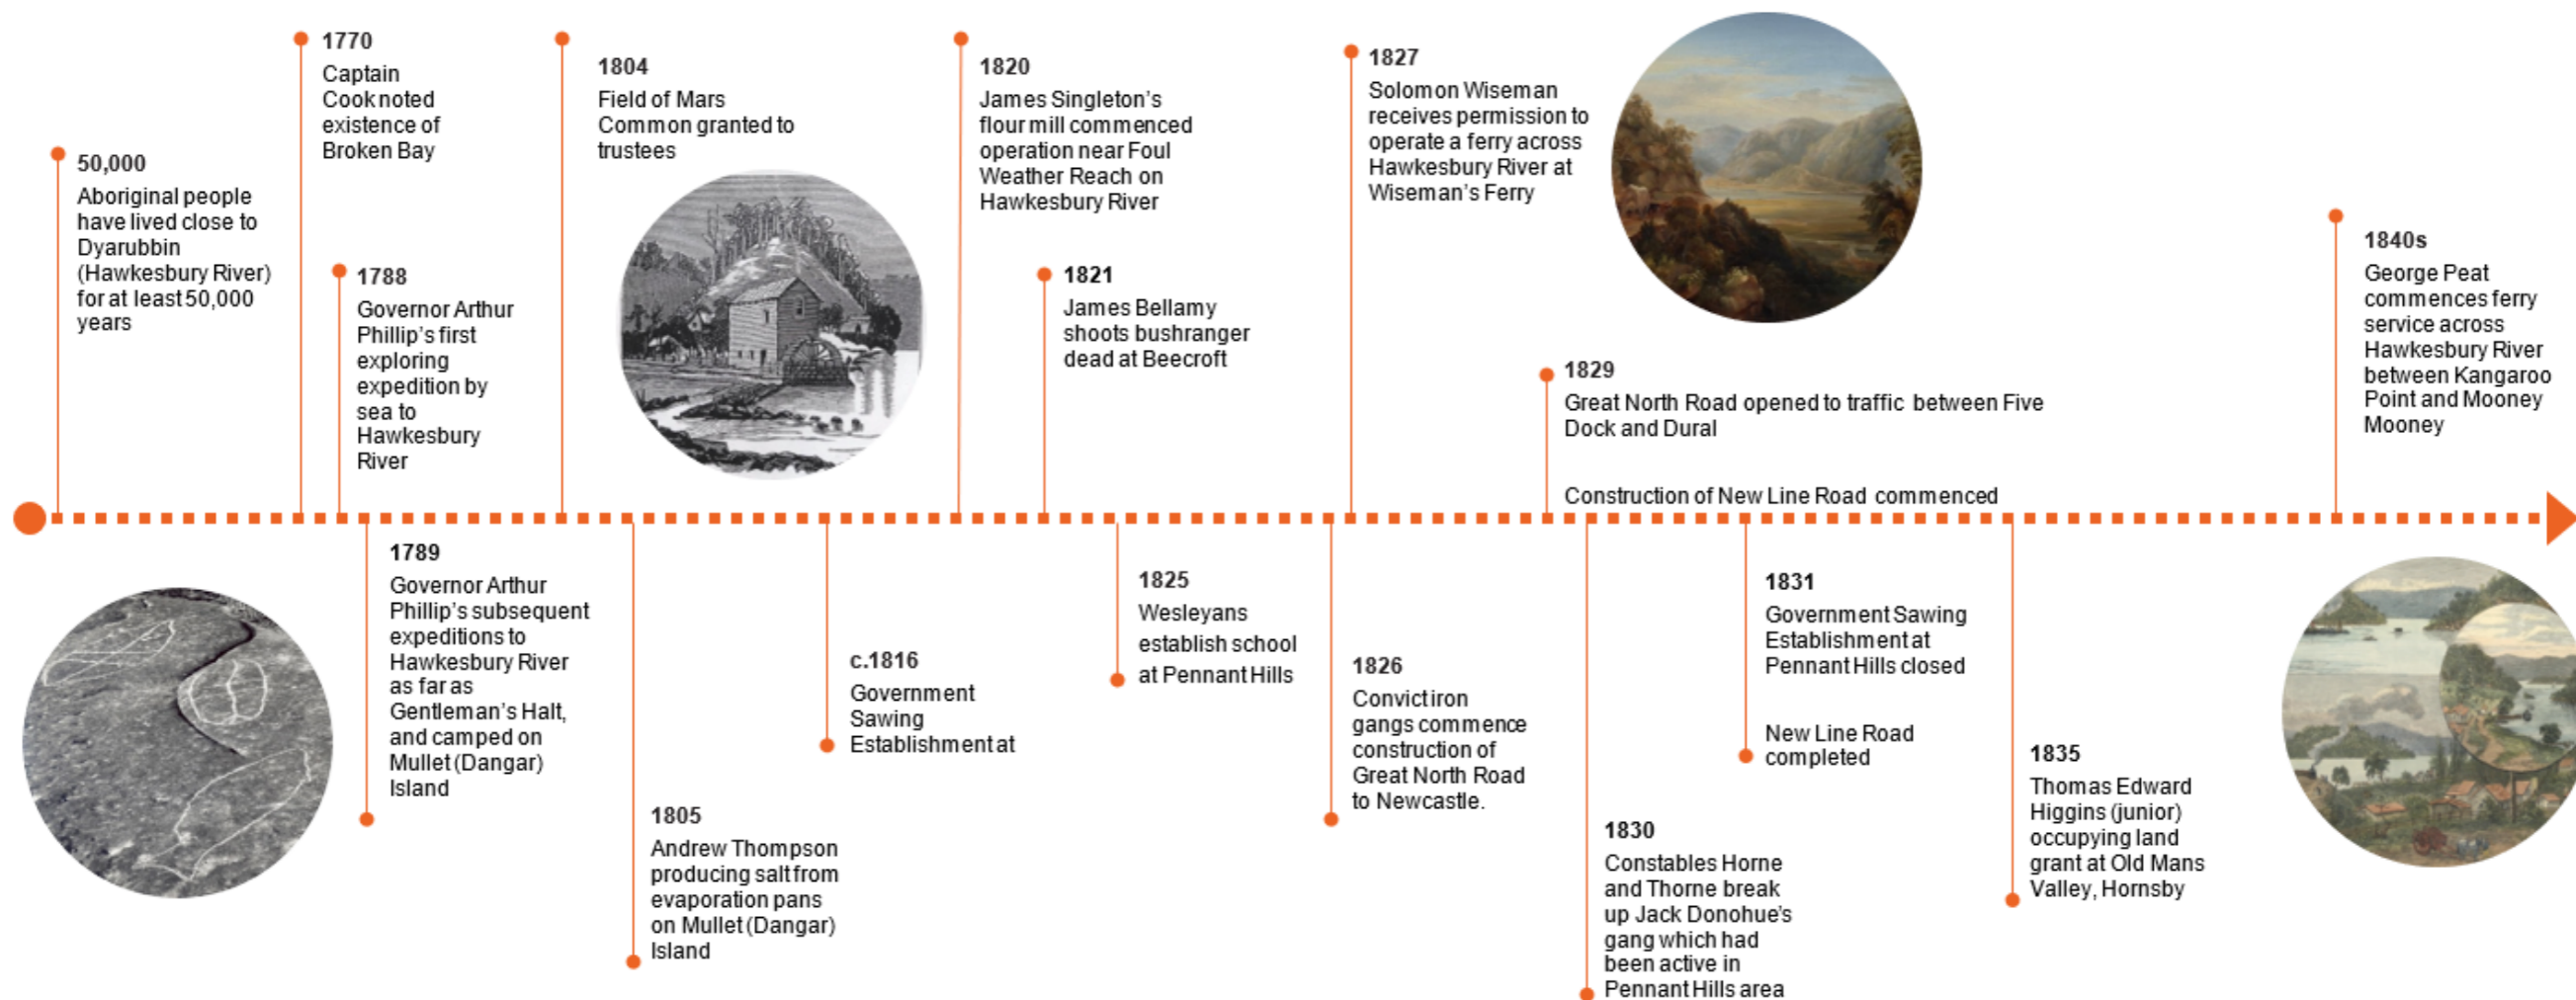 50,000
Aboriginal people
have lived close to
Dyarubbin
(Hawkesbury River)
for at least 50,000
years
1770
Captain
Cook noted
existence of
Broken Bay
1788
Governor Arthur
Phillip's first
exploring
expedition by
sea to
Hawkesbury
River
1789
Governor Arthur
Phillip's subsequent
expeditions to
Hawkesbury River
as far as
Gentleman's Halt,
and camped on
Mullet (Dangar)
Island
1804
Field of Mars
Common granted to
trustees
1805
Andrew Thompson
producing salt from
evaporation pans
on Mullet (Dangar)
Island
c.1816
Government
Sawing
Establishment at
1820
James Singleton's
flour mill commenced
operation near Foul
Weather Reach on
Hawkesbury River
1821
James Bellamy
shoots bushranger
dead at Beecroft
1825
Wesleyans
establish school
at Pennant Hills
1826
Convict iron
gangs commence
construction of
Great North Road
to Newcastle.
1827
Solomon Wiseman
receives permission to
operate a ferry across
Hawkesbury River at
Wiseman's Ferry
1829
Great North Road opened to traffic between Five
Dock and Dural
Construction of New Line Road commenced
1830
Constables Horne
and Thorne break
up Jack Donohue's
gang which had
been active in
Pennant Hills area
1831
Government Sawing
Establishment at
Pennant Hills closed
New Line Road
completed
1835
Thomas Edward
Higgins (junior)
occupying land
grant at Old Mans
Valley, Hornsby
1840s
George Peat
commences ferry
service across
Hawkesbury River
between Kangaroo
Point and Mooney
Mooney